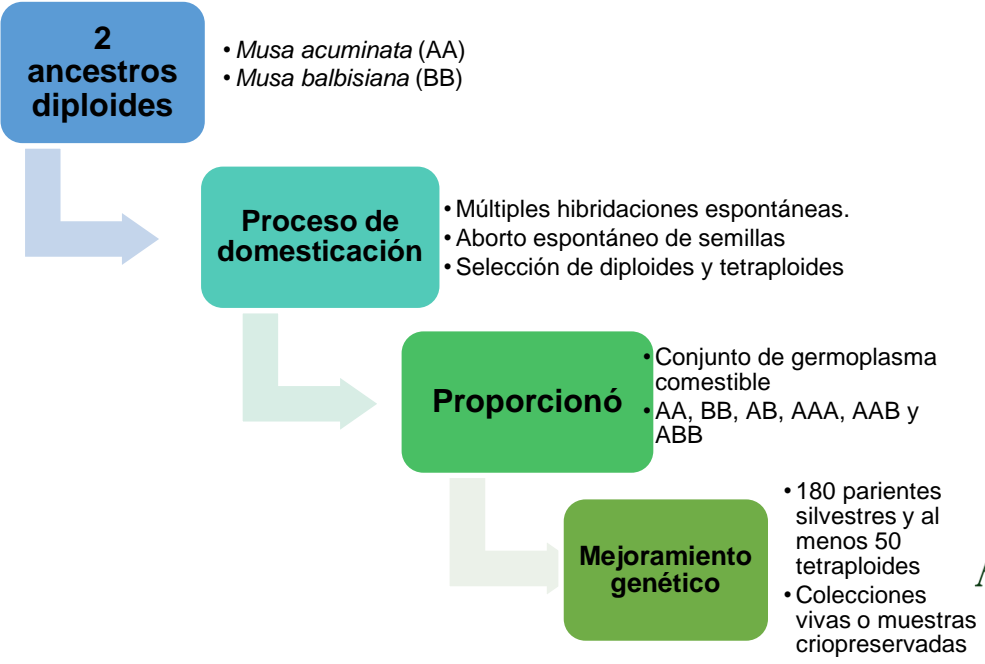 2
ancestros
diploides
• Musa acuminata (AA)
• Musa balbisiana (BB)
Proceso de
domesticación
• Múltiples hibridaciones espontáneas.
• Aborto espontáneo de semillas
• Selección de diploides y tetraploides
Proporcionó
• Conjunto de germoplasma
comestible
• AA, BB, AB, AAA, AAB y
ABB
Mejoramiento
genético
• 180 parientes
silvestres y al
menos 50
tetraploides
• Colecciones
vivas o muestras
criopreservadas